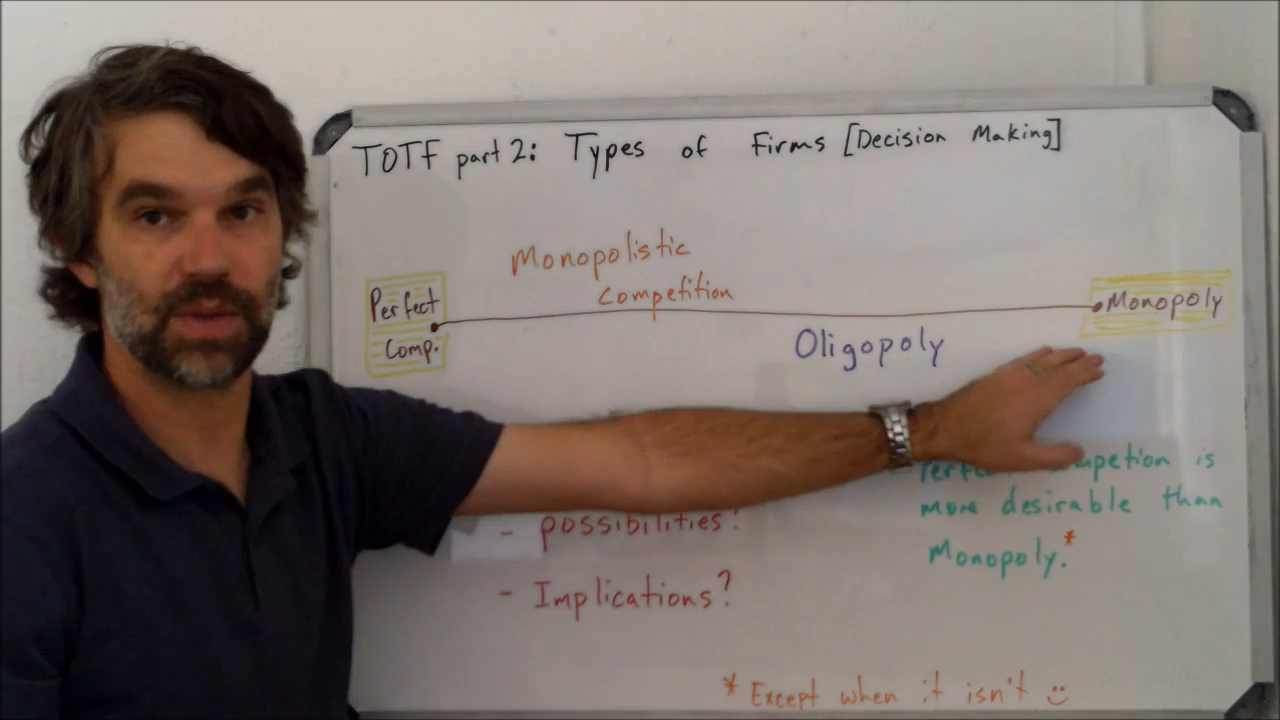 TOTF part 2: Types of Firms [Decision Making]
Monopolistic
Competition
Perfect
Comp.
Monopoly
Oligopoly
is
more desirable than
Monopoly.*
- possibilities?
- Implications?
* Except when it isn't :)